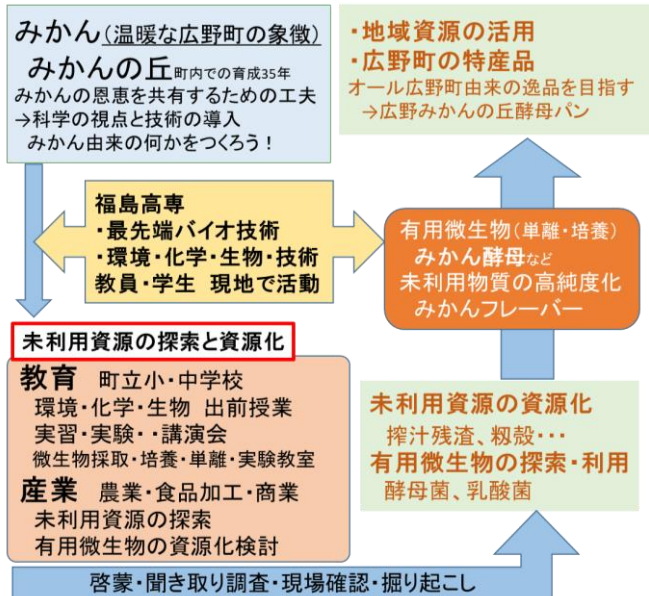 みかん(温暖な広野町の象徴)
みかんの丘町内での育成35年
みかんの恩恵を共有するための工夫
→科学の視点と技術の導入
みかん由来の何かをつくろう！
福島高専
・最先端バイオ技術
・環境・化学・生物・技術
教員・学生 現地で活動
未利用資源の探索と資源化
教育 町立小・中学校
環境・化学・生物 出前授業
実習・実験・・講演会
微生物採取・培養・単離・実験教室
産業 農業・食品加工・商業
未利用資源の探索
有用微生物の資源化検討
啓蒙・聞き取り調査・現場確認・掘り起こし
未利用資源の資源化
搾汁残渣、籾殻・・・
有用微生物の探索・利用
酵母菌、乳酸菌
有用微生物(単離・培養)
みかん酵母など
未利用物質の高純度化
みかんフレーバー
・地域資源の活用
・広野町の特産品
オール広野町由来の逸品を目指す
→広野みかんの丘酵母パン